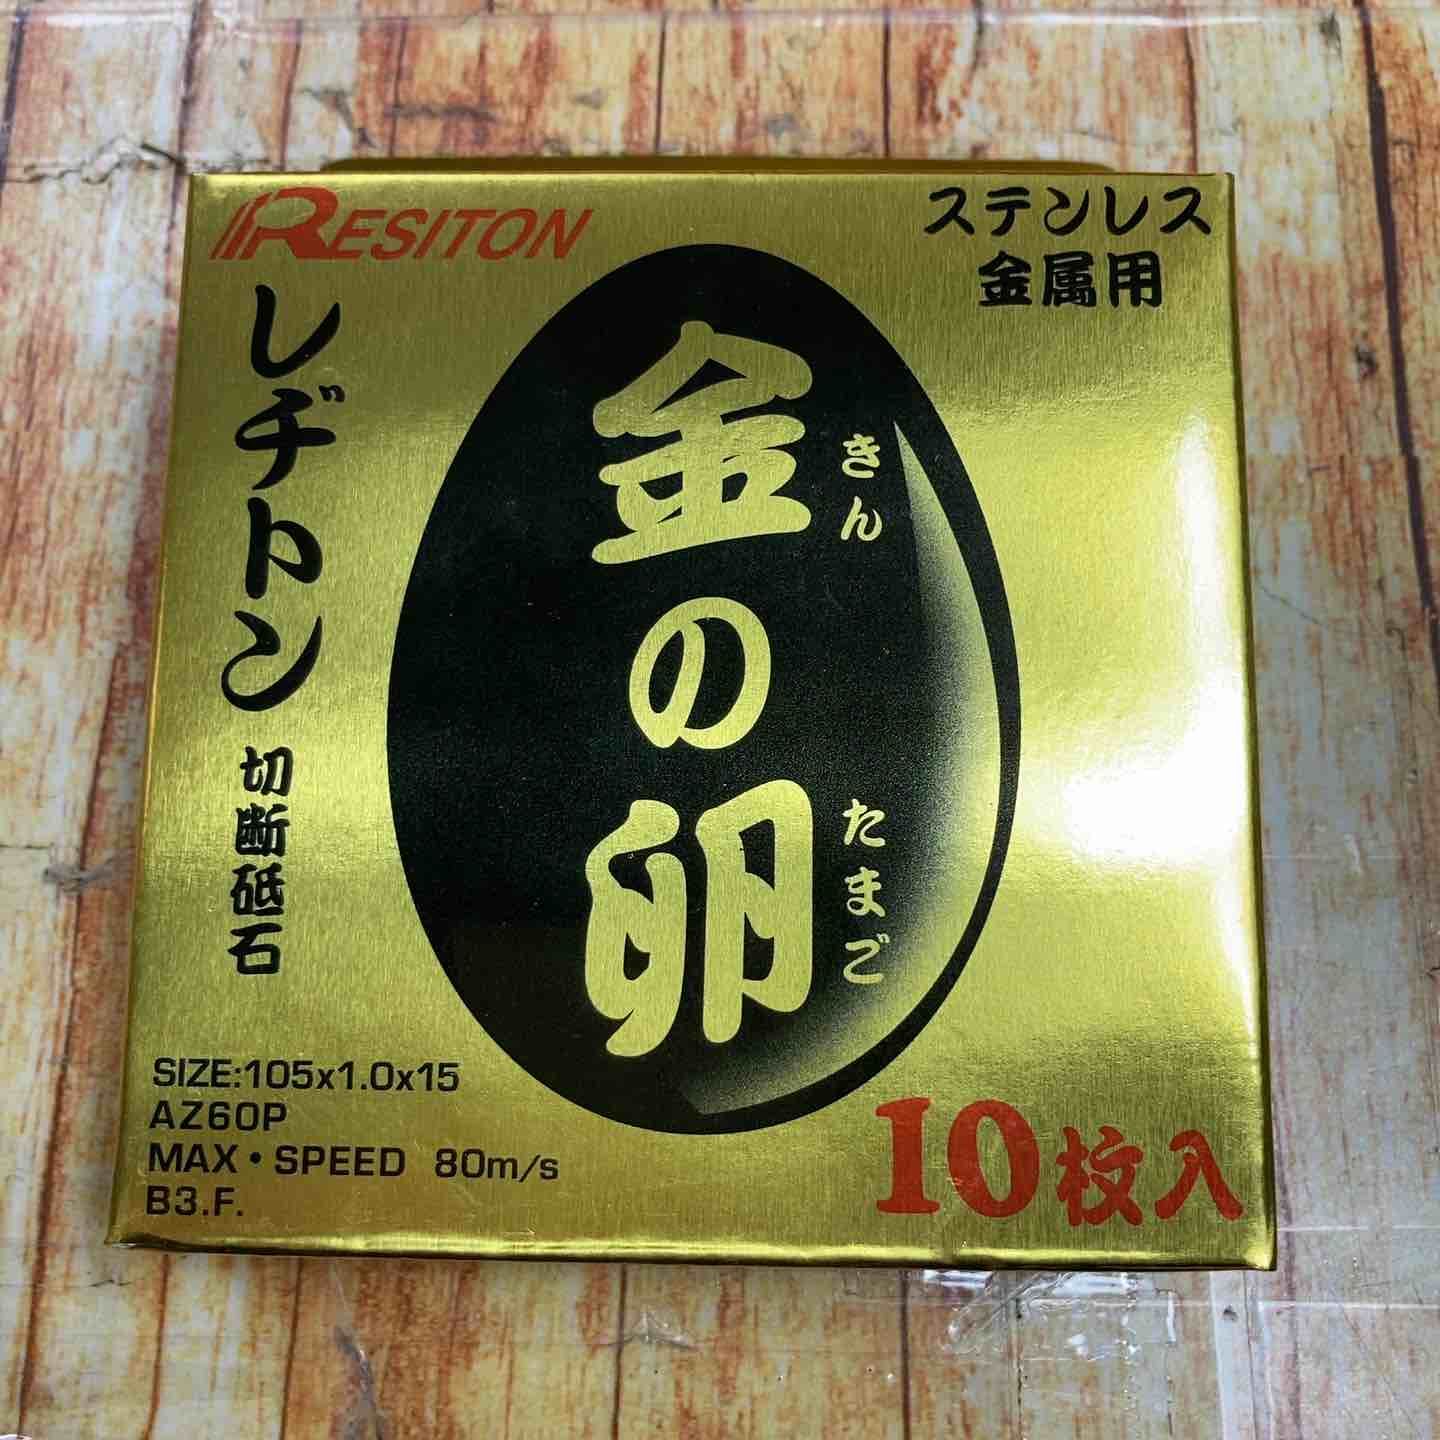 RESITON
ステンレス
金属用
レヂトン
切断砥石
金の卵
きん
たまご
SIZE:105x1.0x15
AZ60P
MAX・SPEED 80m/s
B3.F.
10枚入